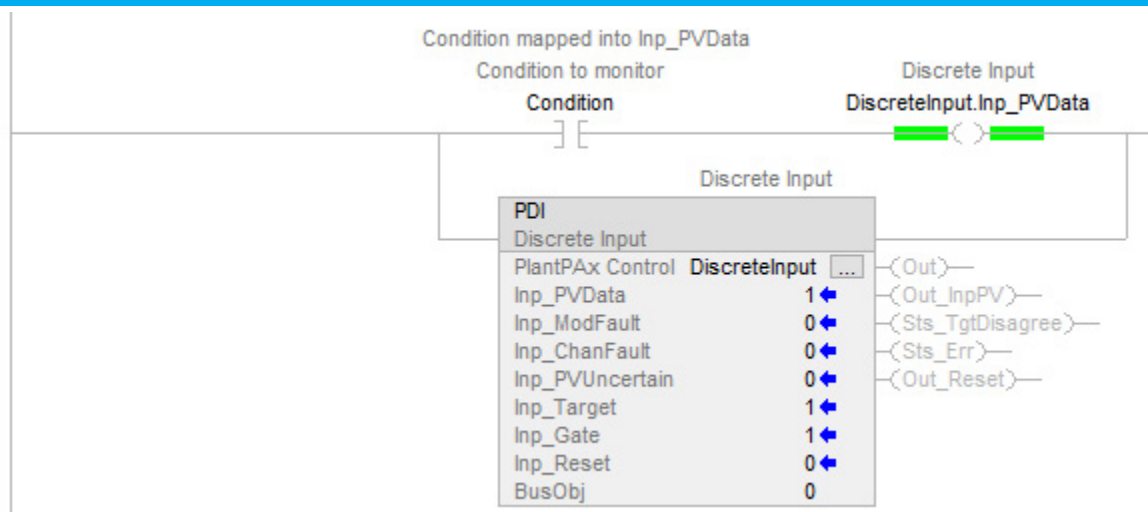 Condition mapped into Inp_PVData
Condition to monitor
Discrete Input
Condition
DiscreteInput.Inp_PVData
Discrete Input
PDI
Discrete Input
PlantPAx Control DiscreteInput ...
Out
Inp_PVData 1
Out_InpPV
Inp_ModFault 0
Sts_TgtDisagree
Inp_ChanFault 0
Sts_Err
Inp_PVUncertain 0
Out_Reset
Inp_Target 1
Inp_Gate 1
Inp_Reset 0
BusObj 0